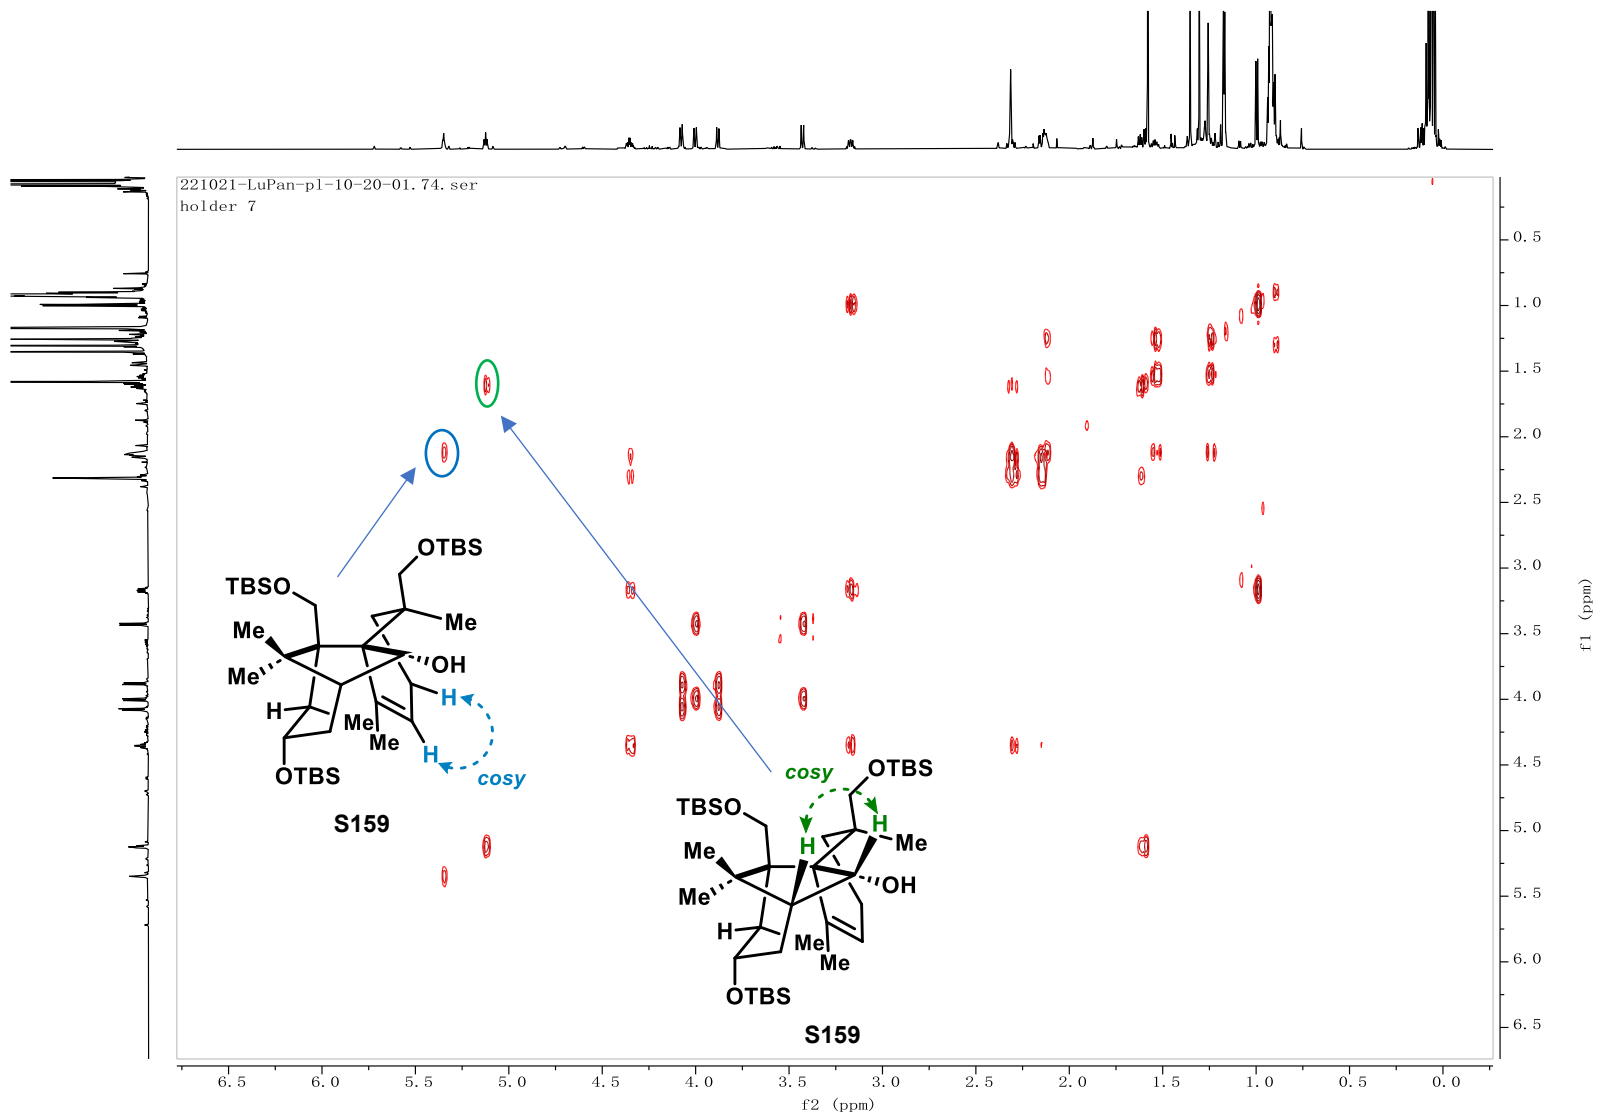 221021-LuPan-pl-10-20-01.74.ser
holder 7
0.5
1.0
1.5
2.0
2.5
3.0
3.5
4.0
4.5
5.0
5.5
6.0
6.5
f1 (ppm)
OTBS
TBSO
Me
Me
Me
OH
H
H
Me
Me
H
OTBS
cosy
S159
cosy
OTBS
TBSO
H
H
Me
Me
Me
OH
H
Me
Me
OTBS
S159
6.5 6.0 5.5 5.0 4.5 4.0 3.5 3.0 2.5 2.0 1.5 1.0 0.5 0.0
f2 (ppm)